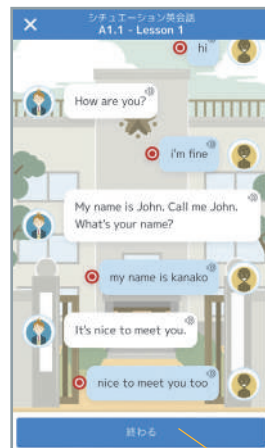 シチュエーション英会話
A1.1 - Lesson 1
hi
How are you?
i'm fine
My name is John. Call me John.
What's your name?
my name is kanako
It's nice to meet you.
nice to meet you too
終わる